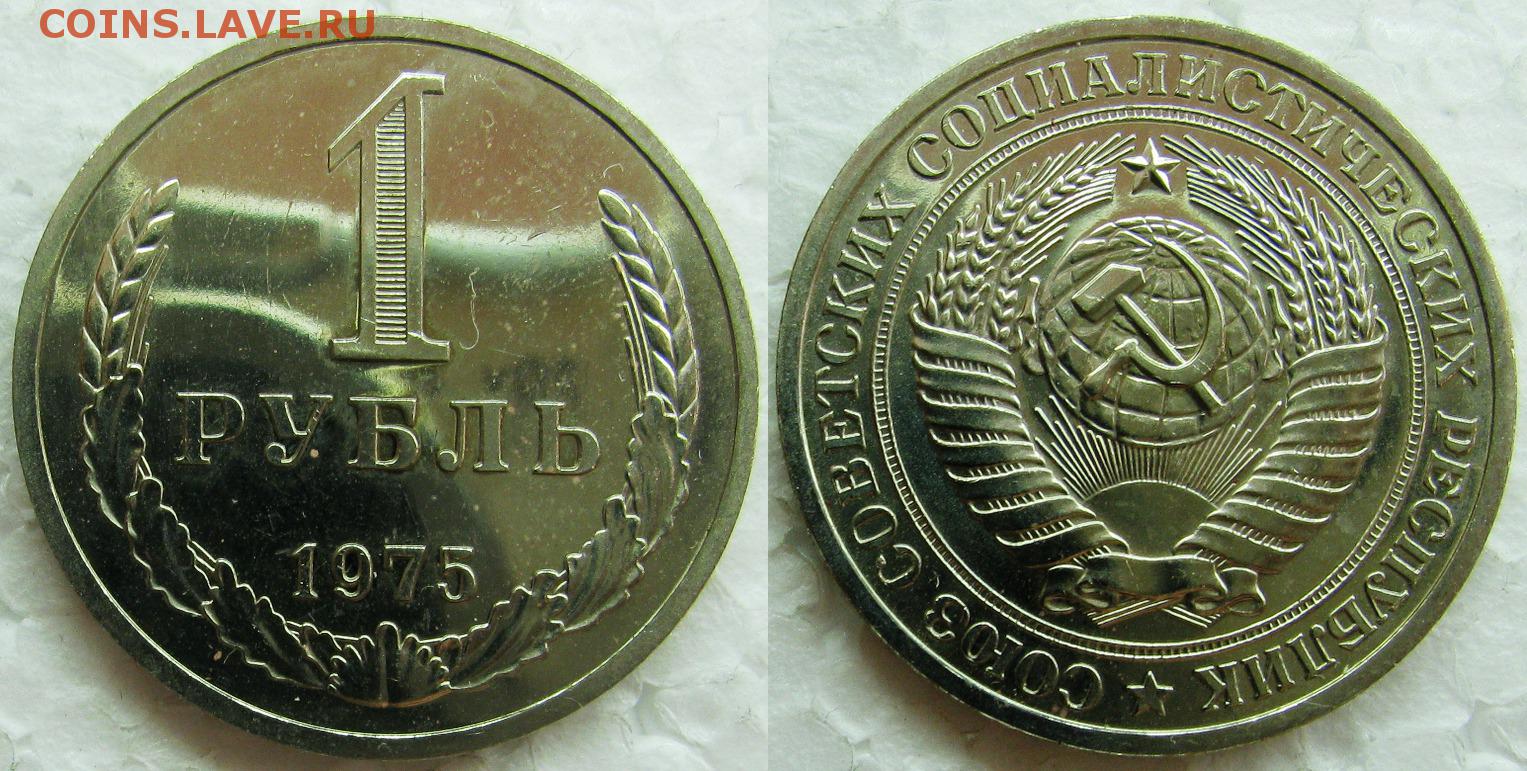 COINS.LAVE.RU
1
РУБЛЬ
1975
СОЮЗ СОВЕТСКИХ СОЦИАЛИСТИЧЕСКИХ РЕСПУБЛИК